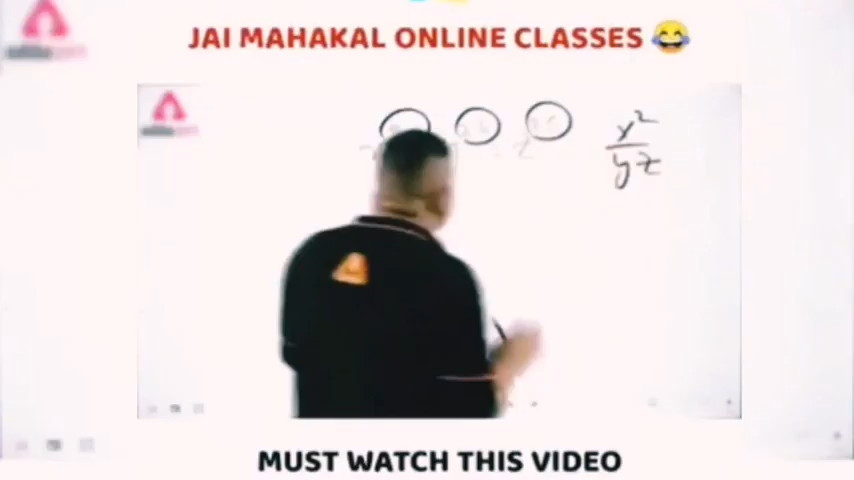 JAI MAHAKAL ONLINE CLASSES 😂
x²
yz
MUST WATCH THIS VIDEO